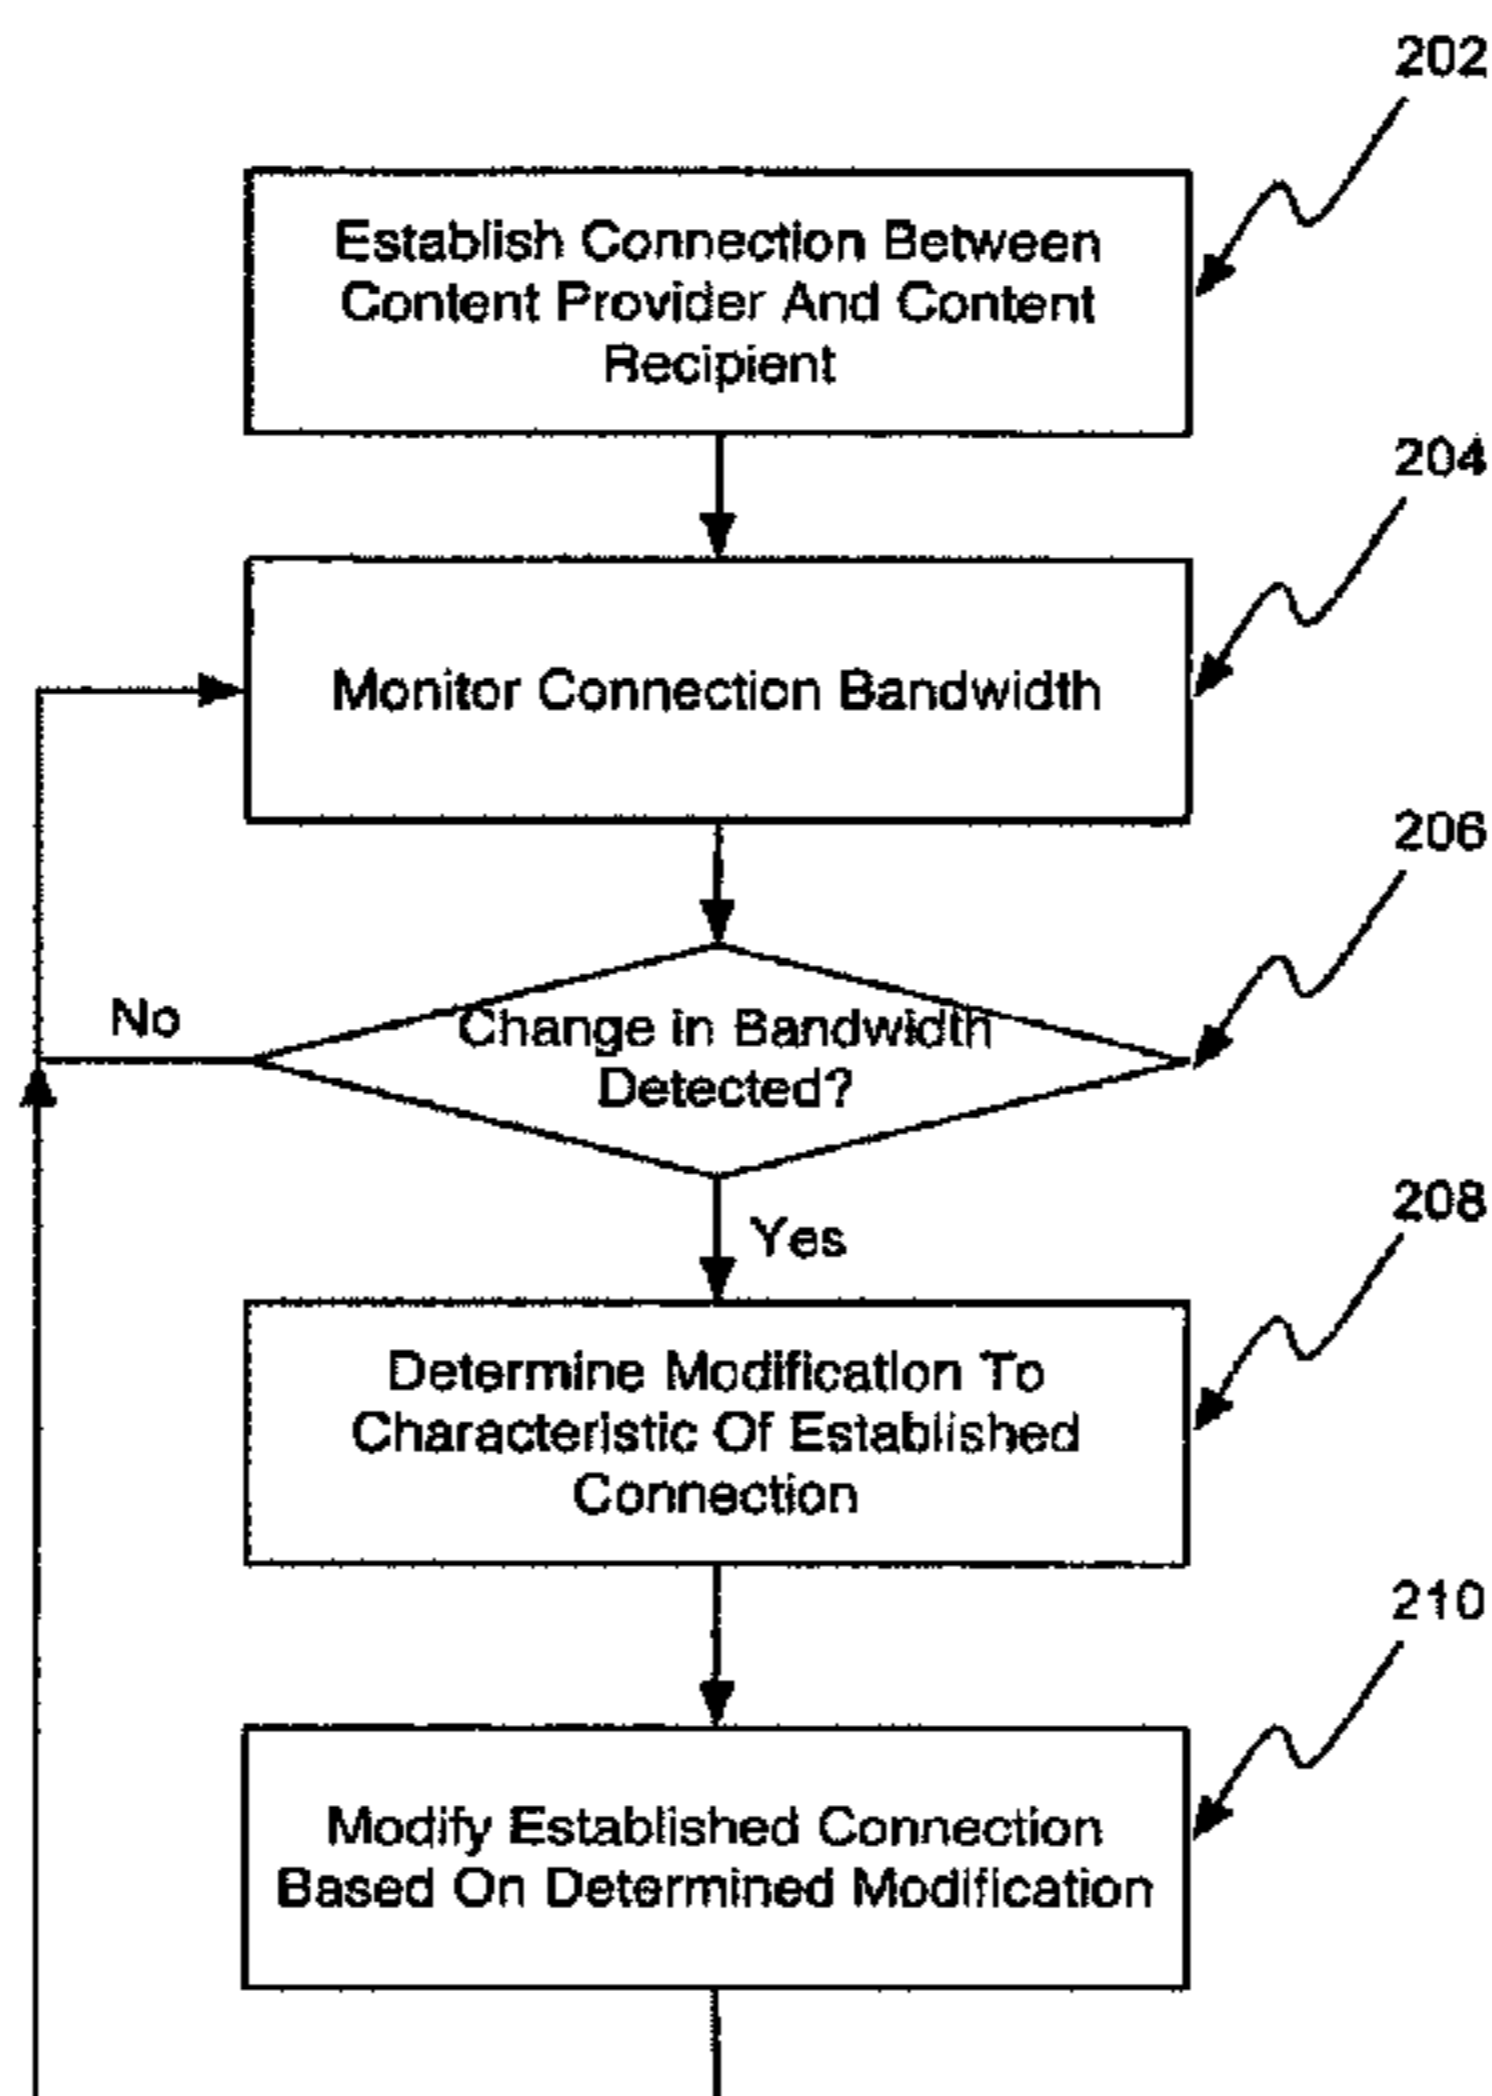 202
Establish Connection Between
Content Provider And Content
Recipient
204
Monitor Connection Bandwidth
206
No
Change in Bandwidth
Detected?
Yes
208
Determine Modification To
Characteristic Of Established
Connection
210
Modify Established Connection
Based On Determined Modification